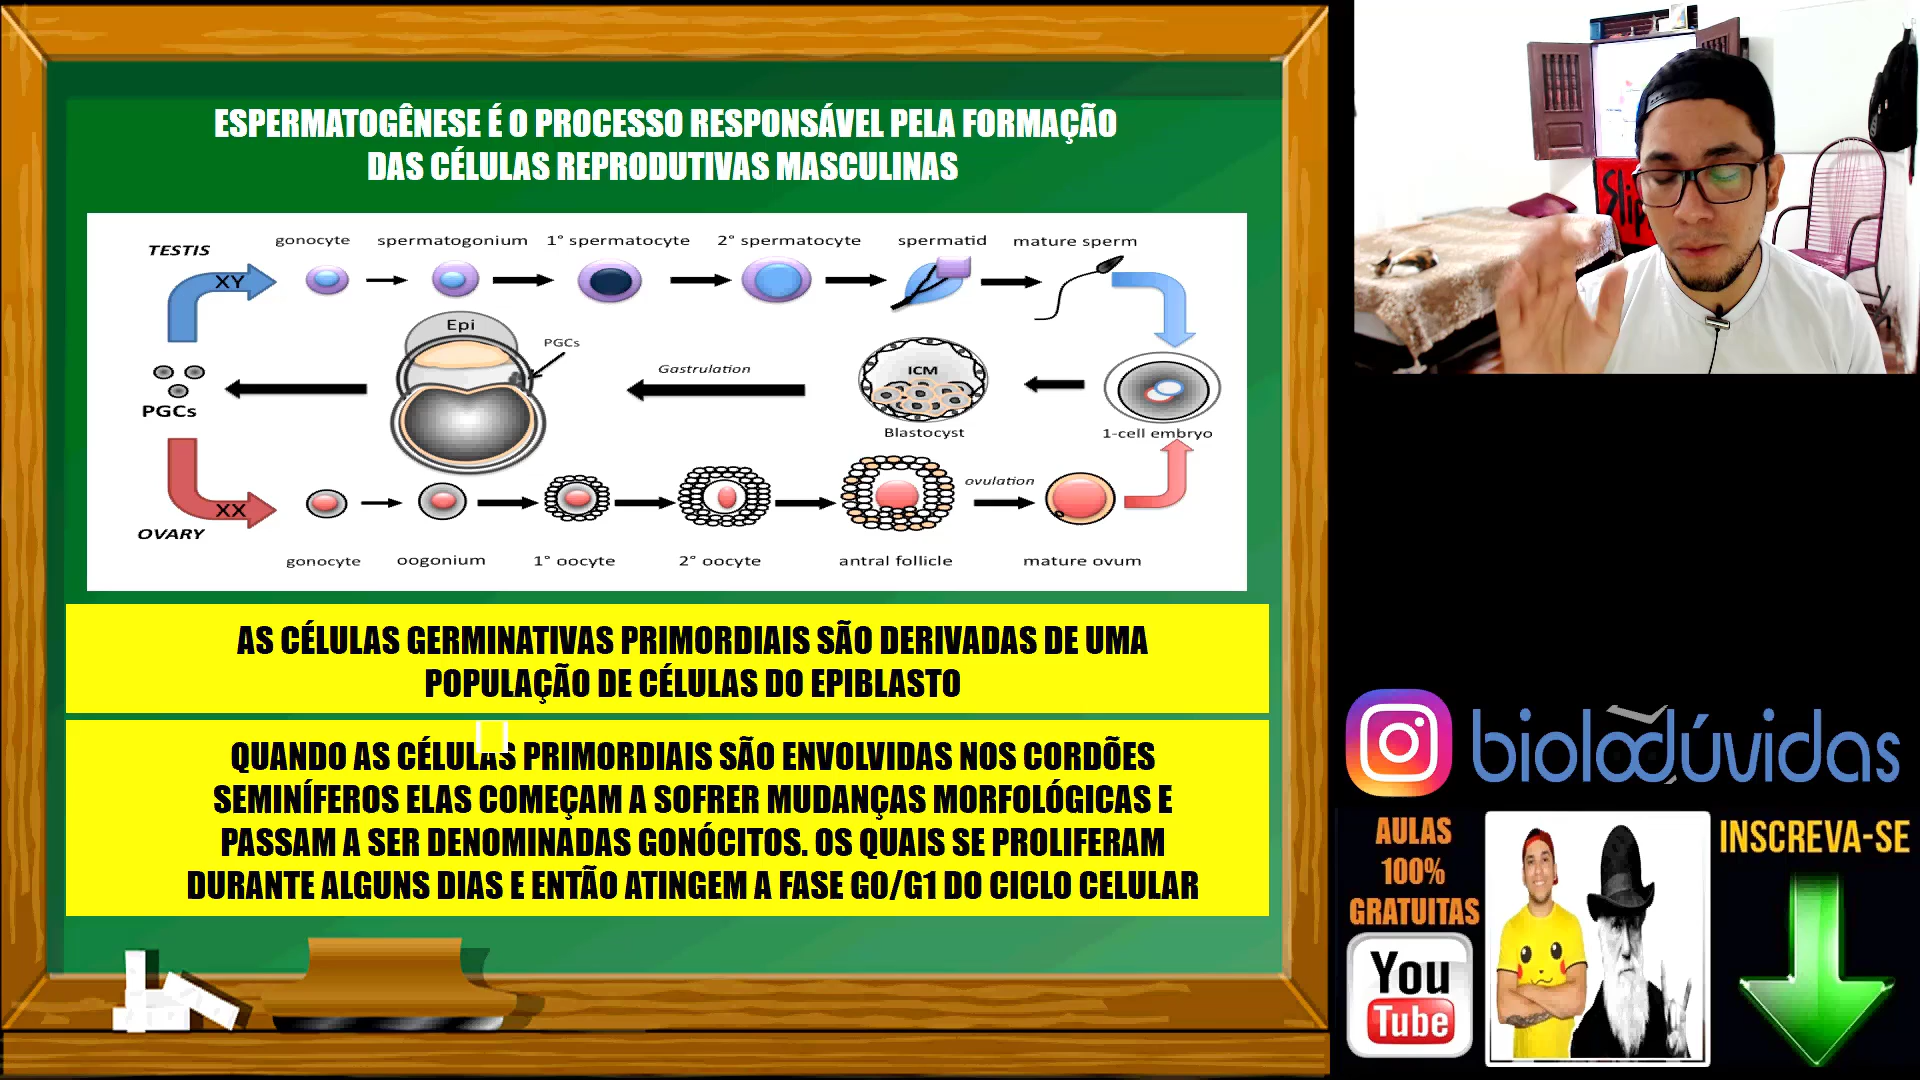 ESPERMATOGÊNESE É O PROCESSO RESPONSÁVEL PELA FORMAÇÃO
DAS CÉLULAS REPRODUTIVAS MASCULINAS
TESTIS
gonocyte
spermatogonium
1° spermatocyte
2° spermatocyte
spermatid
mature sperm
XY
Epi
PGCs
Gastrulation
ICM
PGCs
Blastocyst
1-cell embryo
ovulation
XX
OVARY
gonocyte
oogonium
1° oocyte
2° oocyte
antral follicle
mature ovum
AS CÉLULAS GERMINATIVAS PRIMORDIAIS SÃO DERIVADAS DE UMA
POPULAÇÃO DE CÉLULAS DO EPIBLASTO
QUANDO AS CÉLULAS PRIMORDIAIS SÃO ENVOLVIDAS NOS CORDÕES
SEMINÍFEROS ELAS COMEÇAM A SOFRER MUDANÇAS MORFOLÓGICAS E
PASSAM A SER DENOMINADAS GONÓCITOS. OS QUAIS SE PROLIFERAM
DURANTE ALGUNS DIAS E ENTÃO ATINGEM A FASE G0/G1 DO CICLO CELULAR
biolodúvidas
AULAS
100%
GRATUITAS
You
Tube
INSCREVA-SE